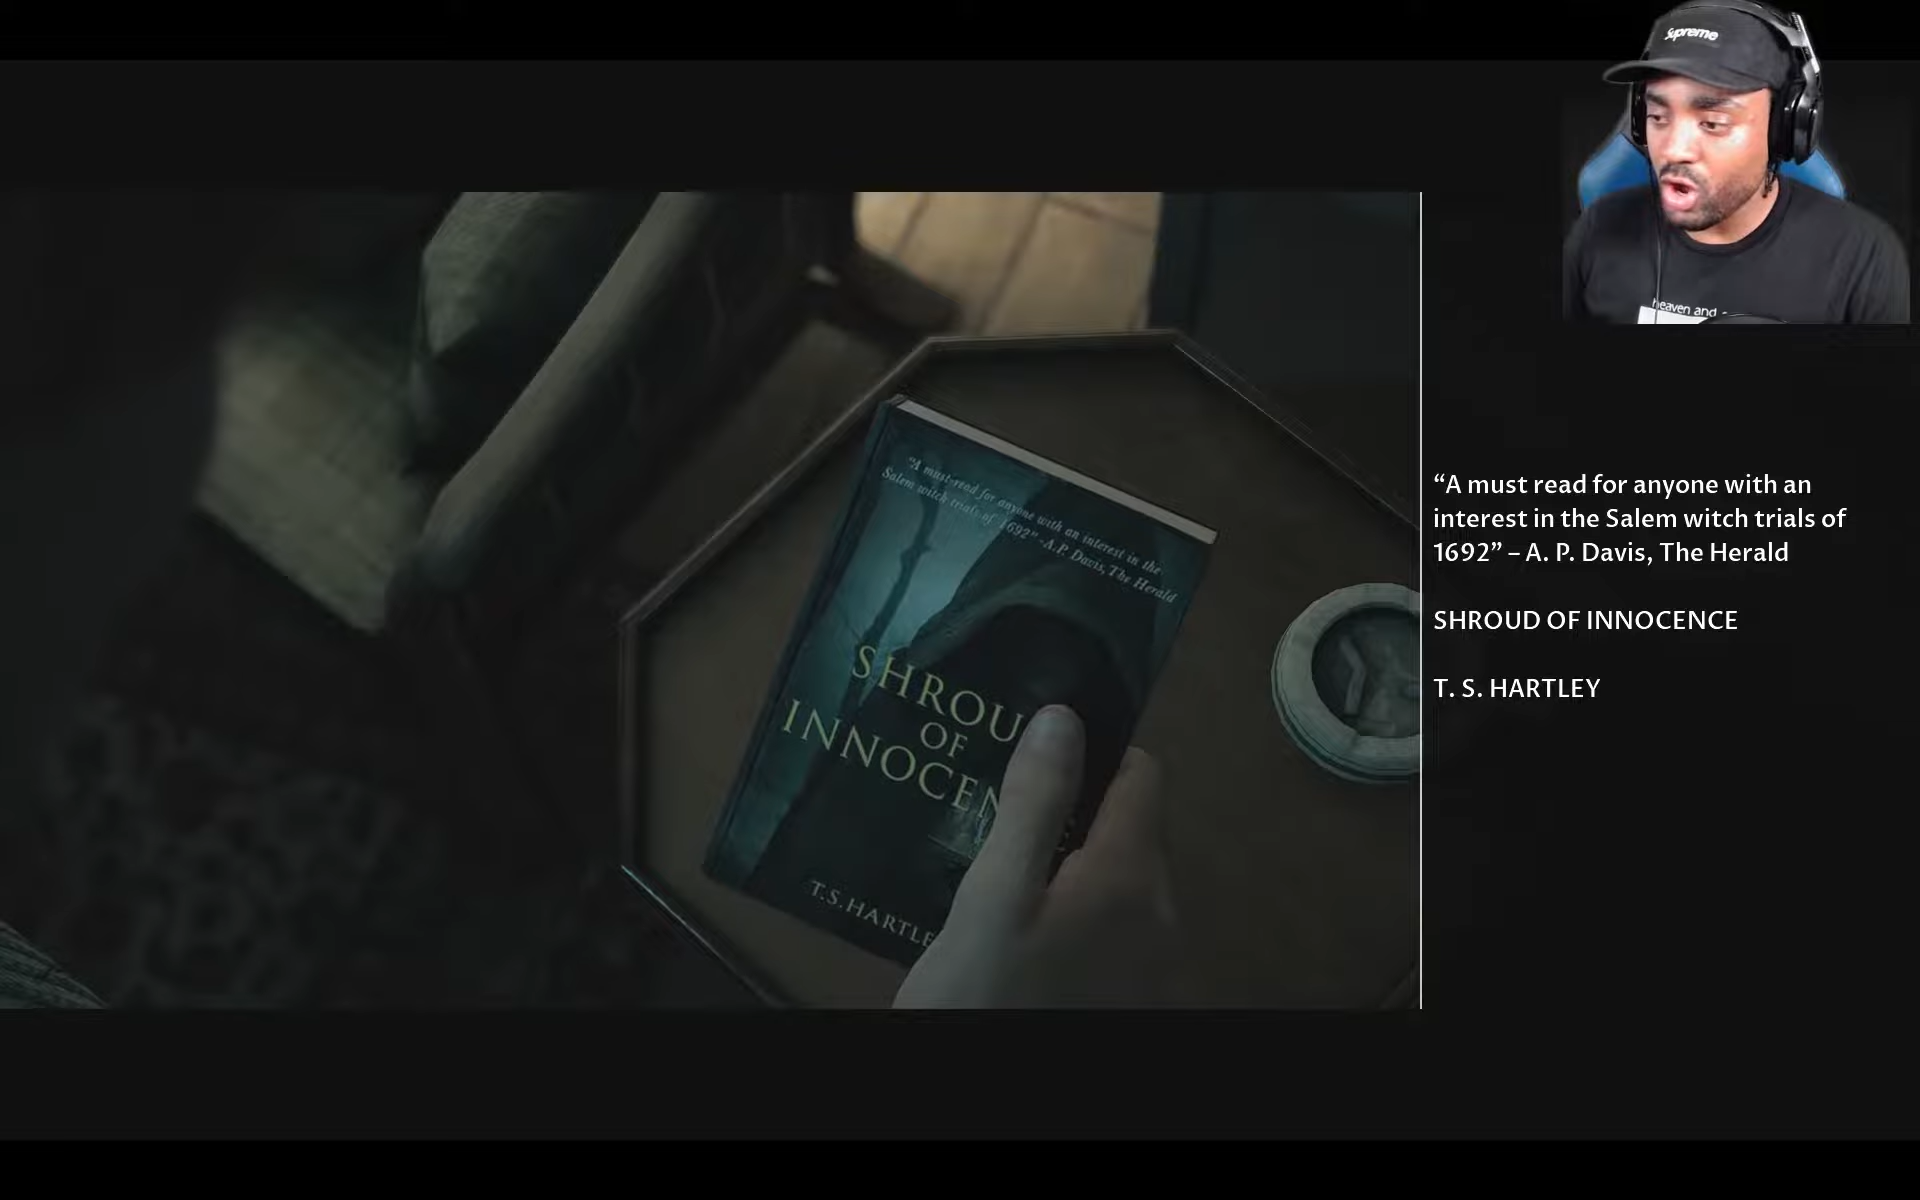 Supreme
heaven and
"A must-read for anyone with an interest in the
Salem witch trials of 1692" -A.P. Davis, The Herald
SHROU
OF
INNOCEN
T.S.HARTLE
“A must read for anyone with an
interest in the Salem witch trials of
1692” – A. P. Davis, The Herald
SHROUD OF INNOCENCE
T. S. HARTLEY